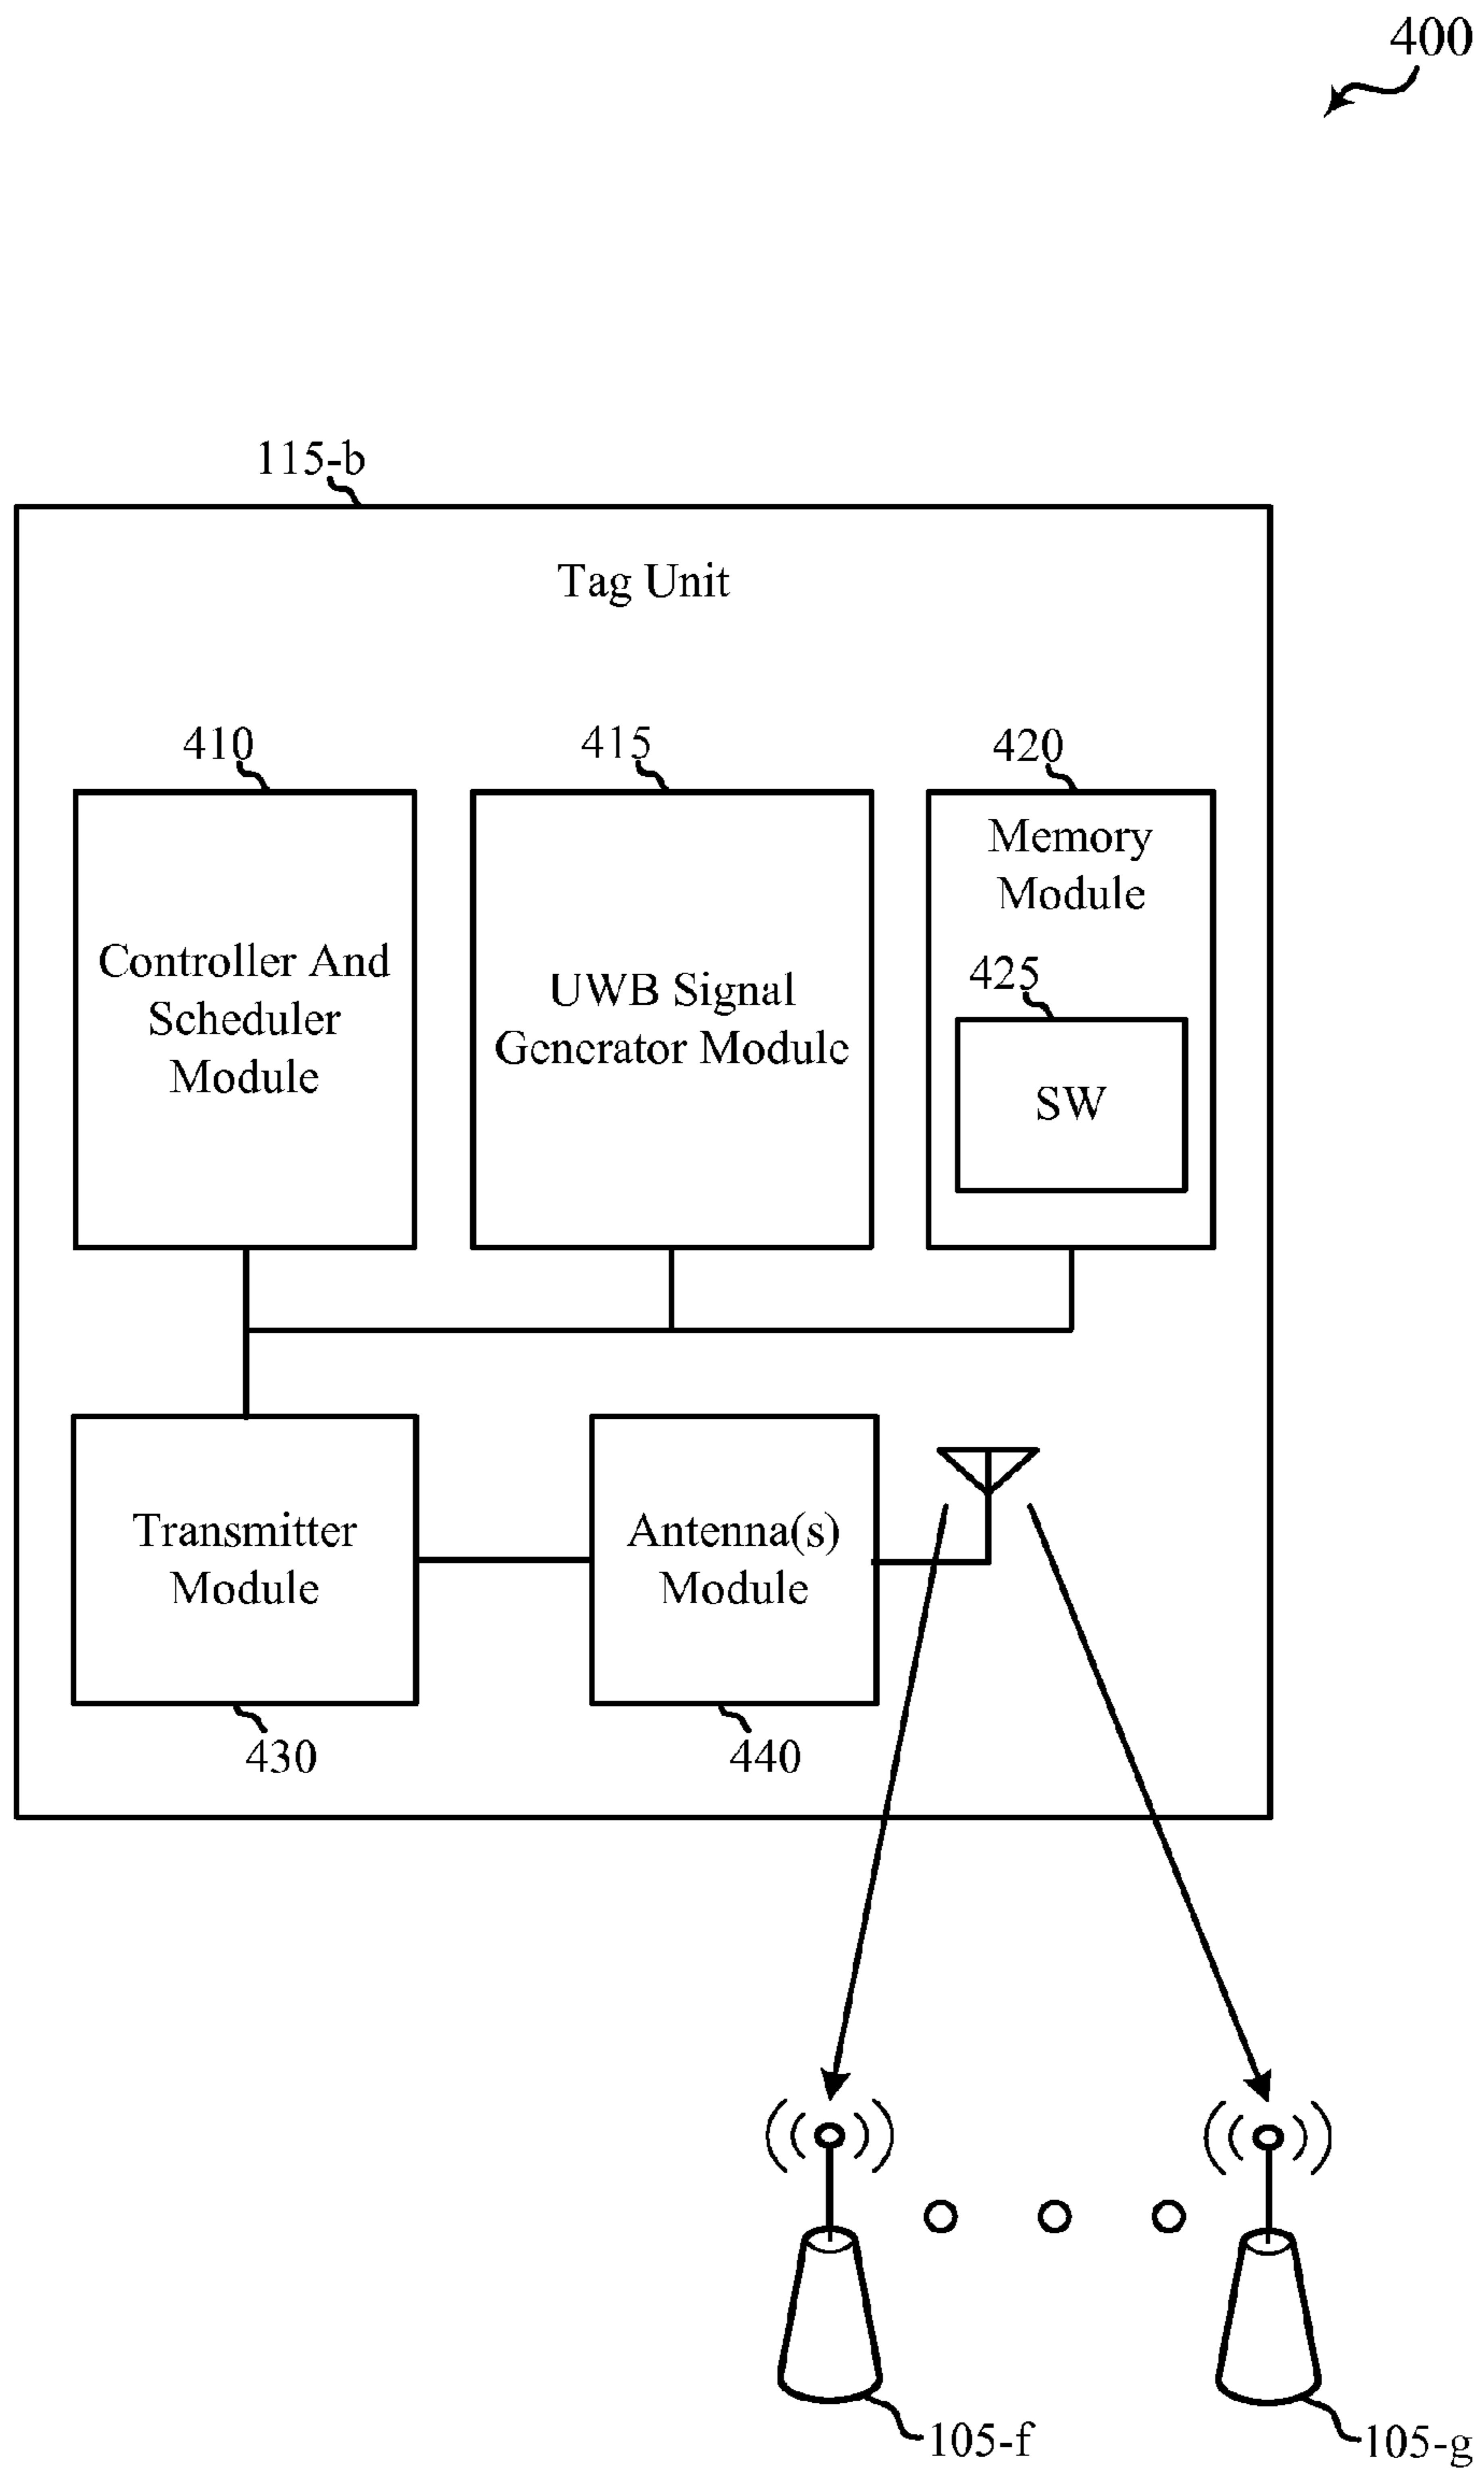 400
115-b
Tag Unit
410
415
420
Controller And
Scheduler
Module
UWB Signal
Generator Module
Memory
Module
425
SW
Transmitter
Module
Antenna(s)
Module
430
440
105-f
105-g